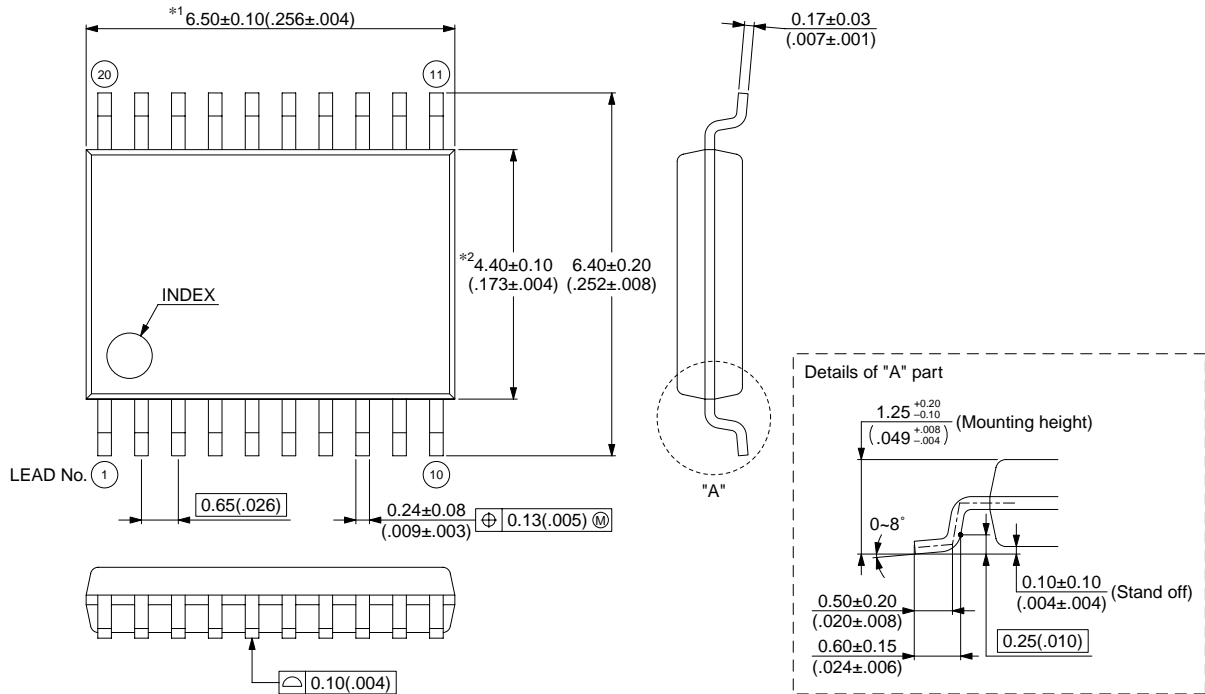 *1 6.50±0.10(.256±.004)
0.17±0.03
(.007±.001)
20
11
*2 4.40±0.10
(.173±.004)
6.40±0.20
(.252±.008)
INDEX
LEAD No.
1
10
"A"
0.65(.026)
0.24±0.08
(.009±.003)
⌖ 0.13(.005) Ⓜ
⌓ 0.10(.004)
Details of "A" part
1.25 +0.20 −0.10 (Mounting height)
(.049 +.008 −.004)
0~8°
0.50±0.20
(.020±.008)
0.60±0.15
(.024±.006)
0.25(.010)
0.10±0.10 (Stand off)
(.004±.004)